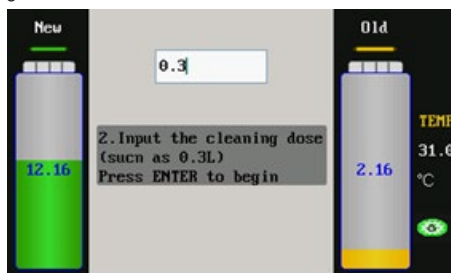 New
Old
0.3
2.Input the cleaning dose
(sucn as 0.3L)
Press ENTER to begin
12.16
2.16
TEMP
31.0
°C